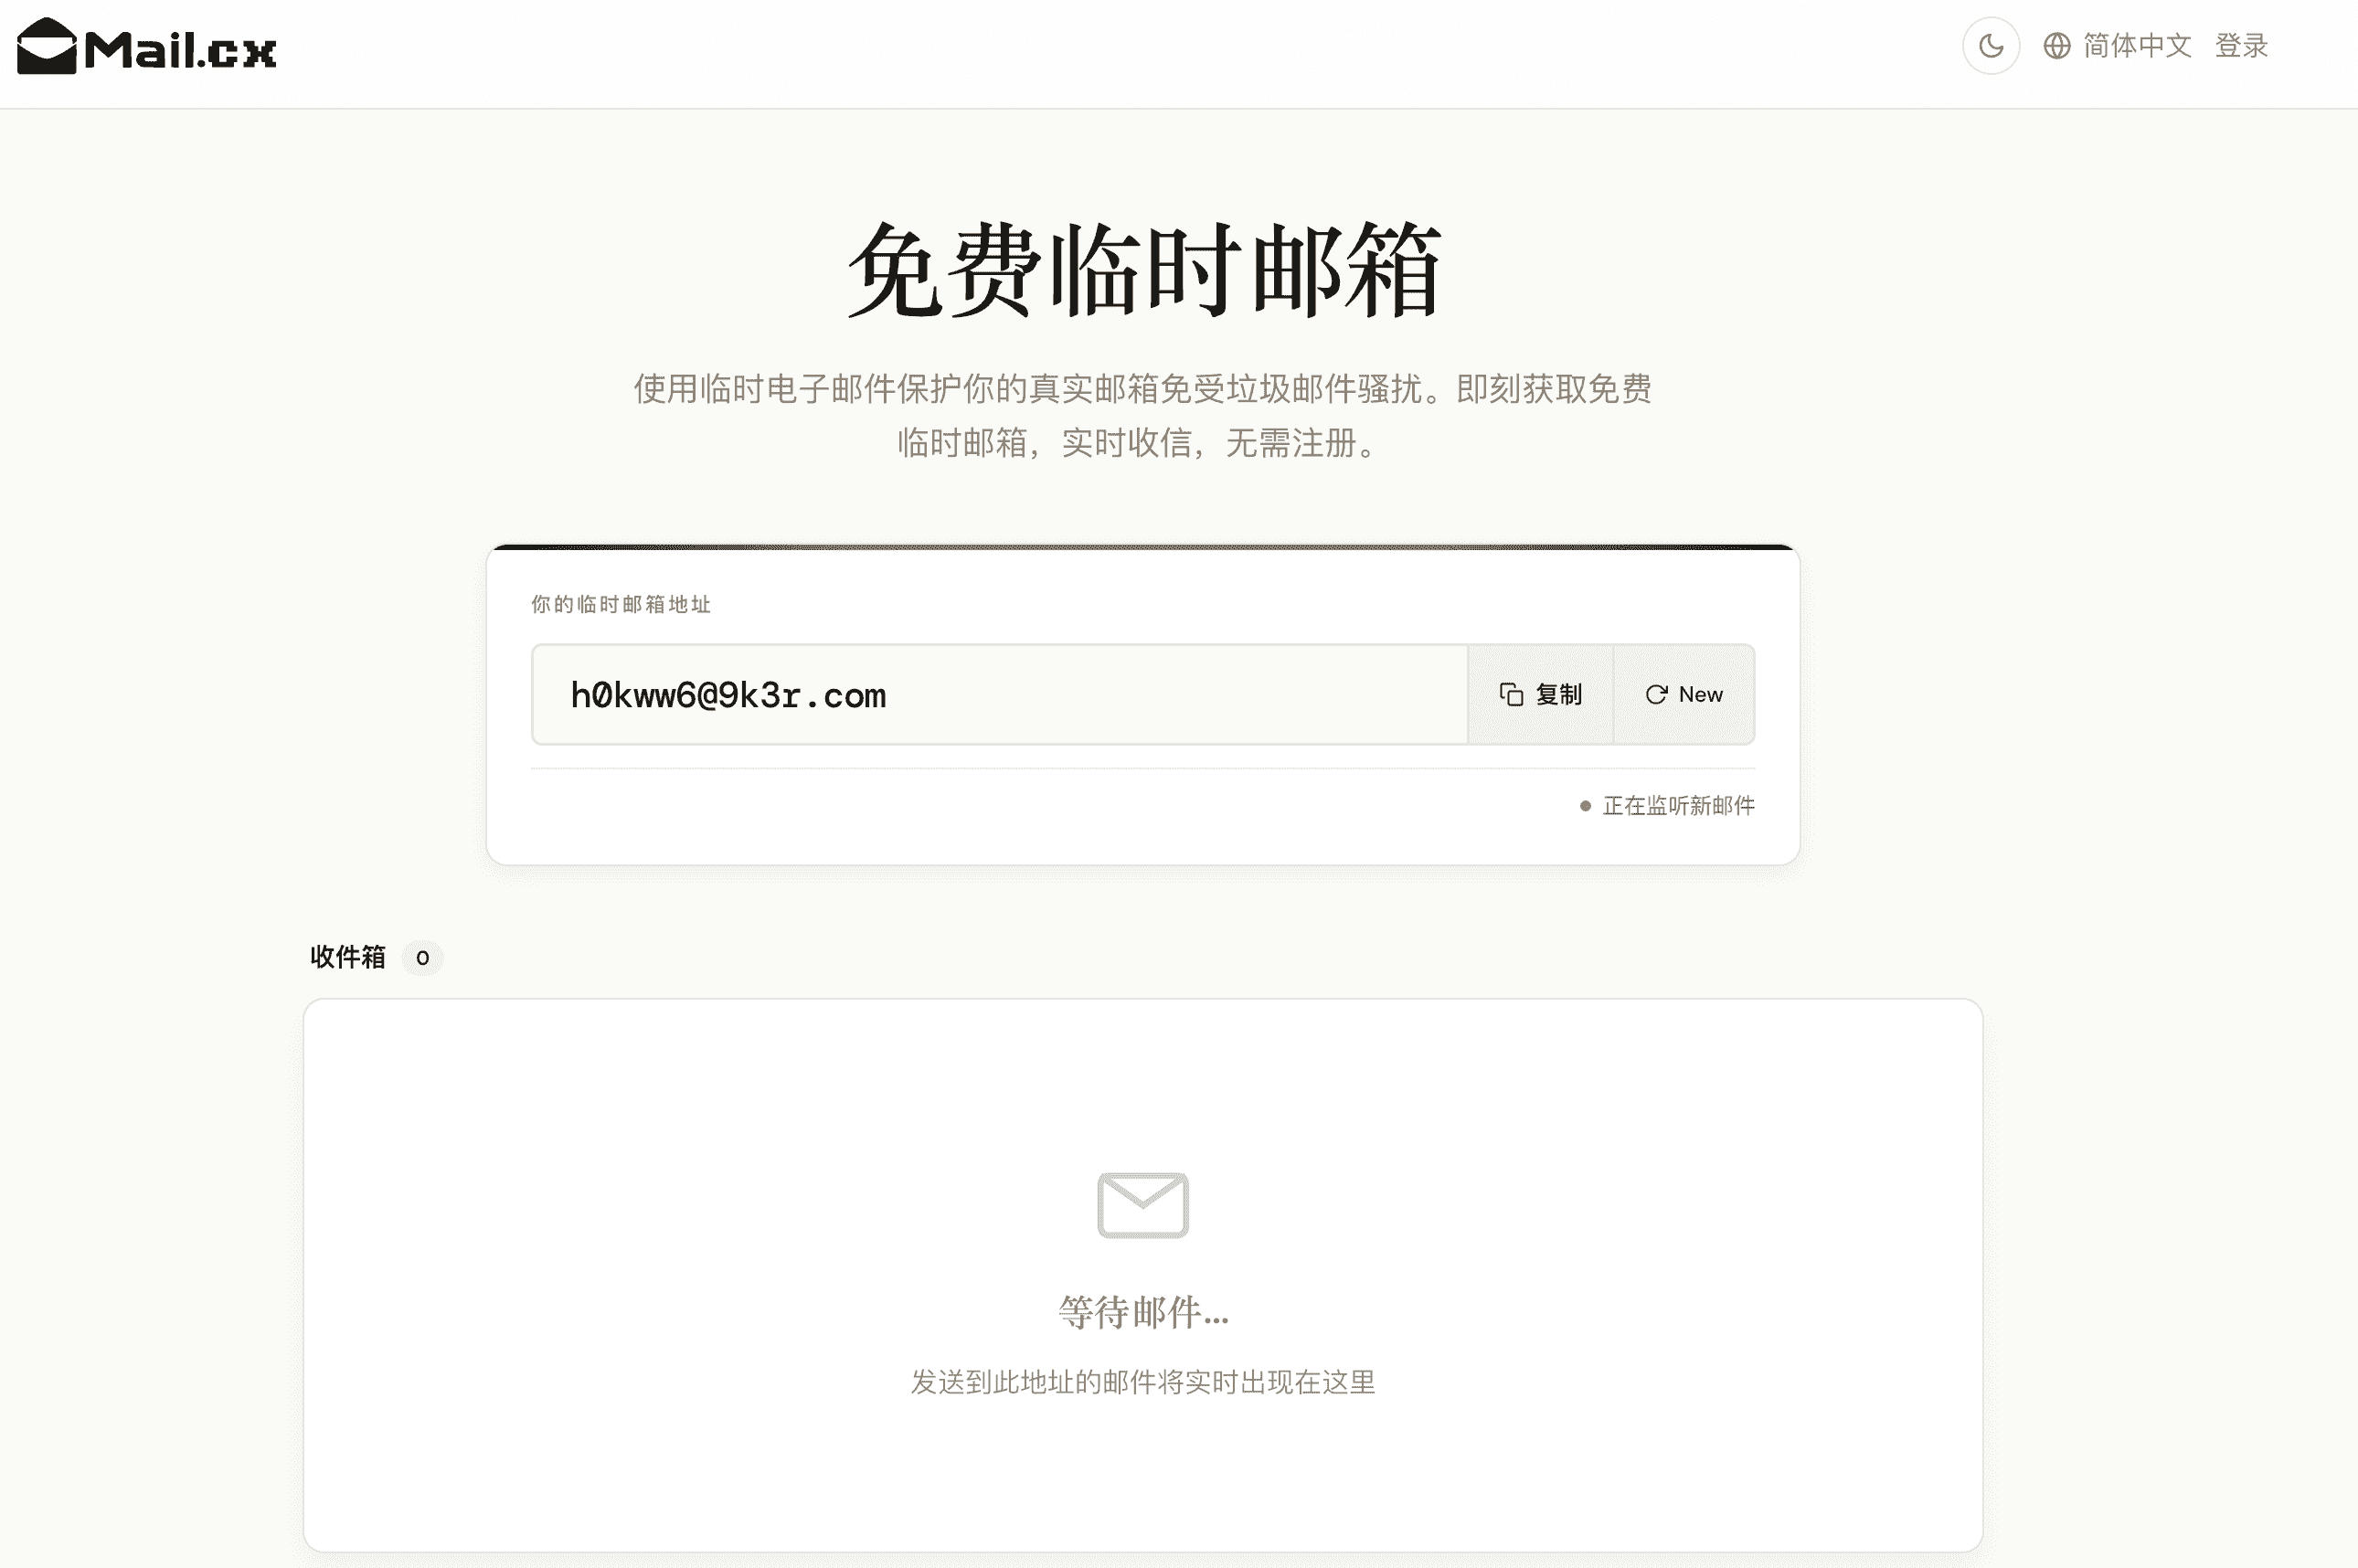 Mail.cx
简体中文
登录
免费临时邮箱
使用临时电子邮件保护你的真实邮箱免受垃圾邮件骚扰。即刻获取免费
临时邮箱，实时收信，无需注册。
你的临时邮箱地址
h0kww6@9k3r.com
复制
New
正在监听新邮件
收件箱 0
等待邮件...
发送到此地址的邮件将实时出现在这里